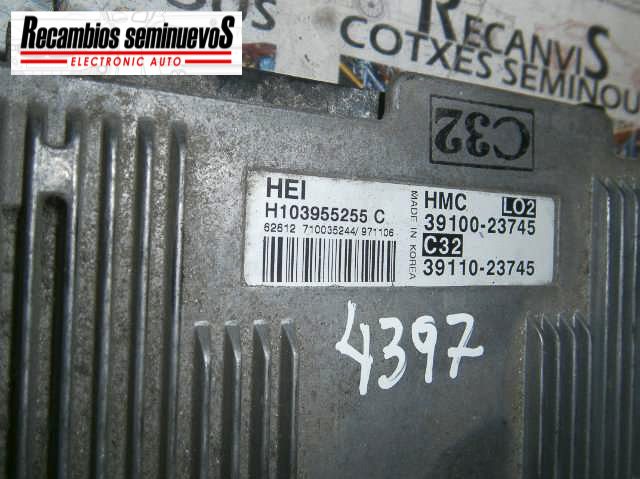 Recambios seminuevoS
ELECTRONIC AUTO
RECANVIS
COTXES SEMINOU
C32
HEI
H103955255 C
62812 710035244/971106
MADE IN KOREA
HMC LO2
39100-23745
C32
39110-23745
4397